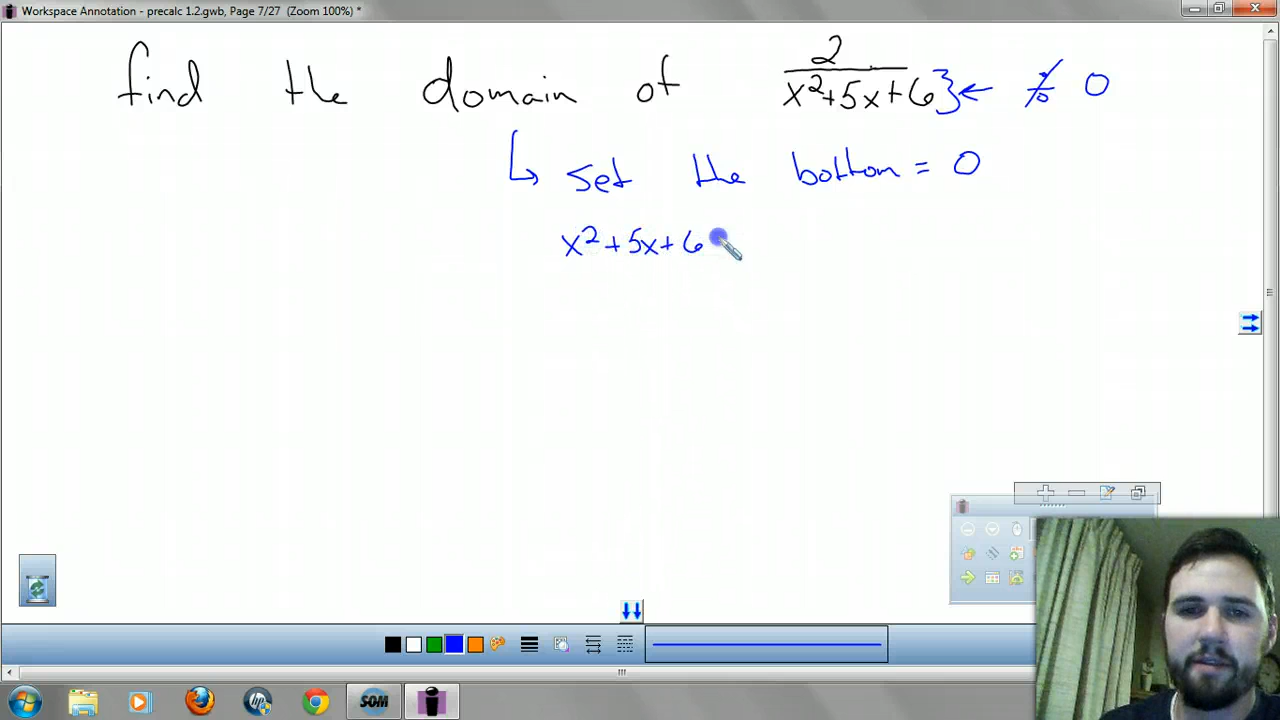 Workspace Annotation - precalc 1.2.gwb, Page 7/27 (Zoom 100%) *
find the domain of 2/(x²+5x+6) } ← ≠ 0
↳ set the bottom = 0
x²+5x+6
SOM